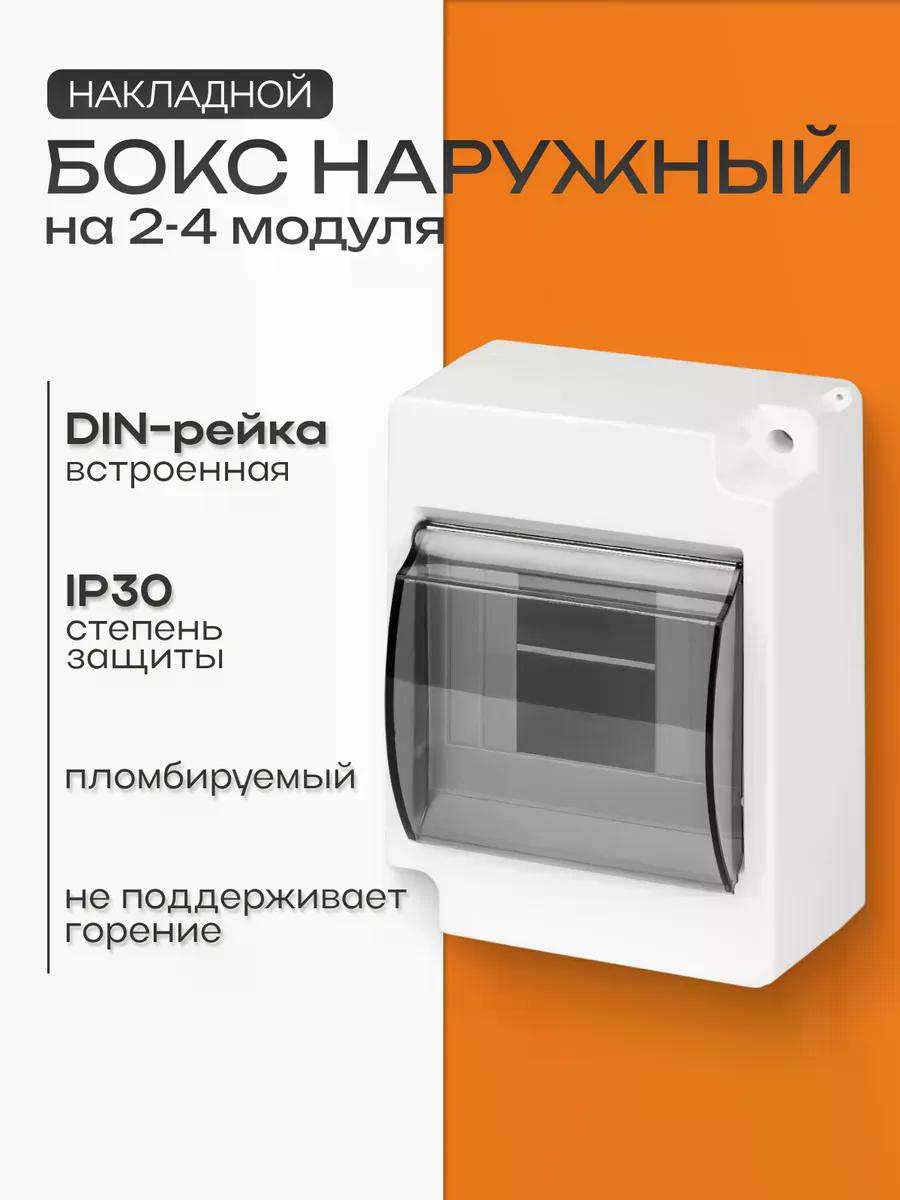 НАКЛАДНОЙ
БОКС НАРУЖНЫЙ
на 2-4 модуля
DIN-рейка
встроенная
IP30
степень
защиты
пломбируемый
не поддерживает
горение